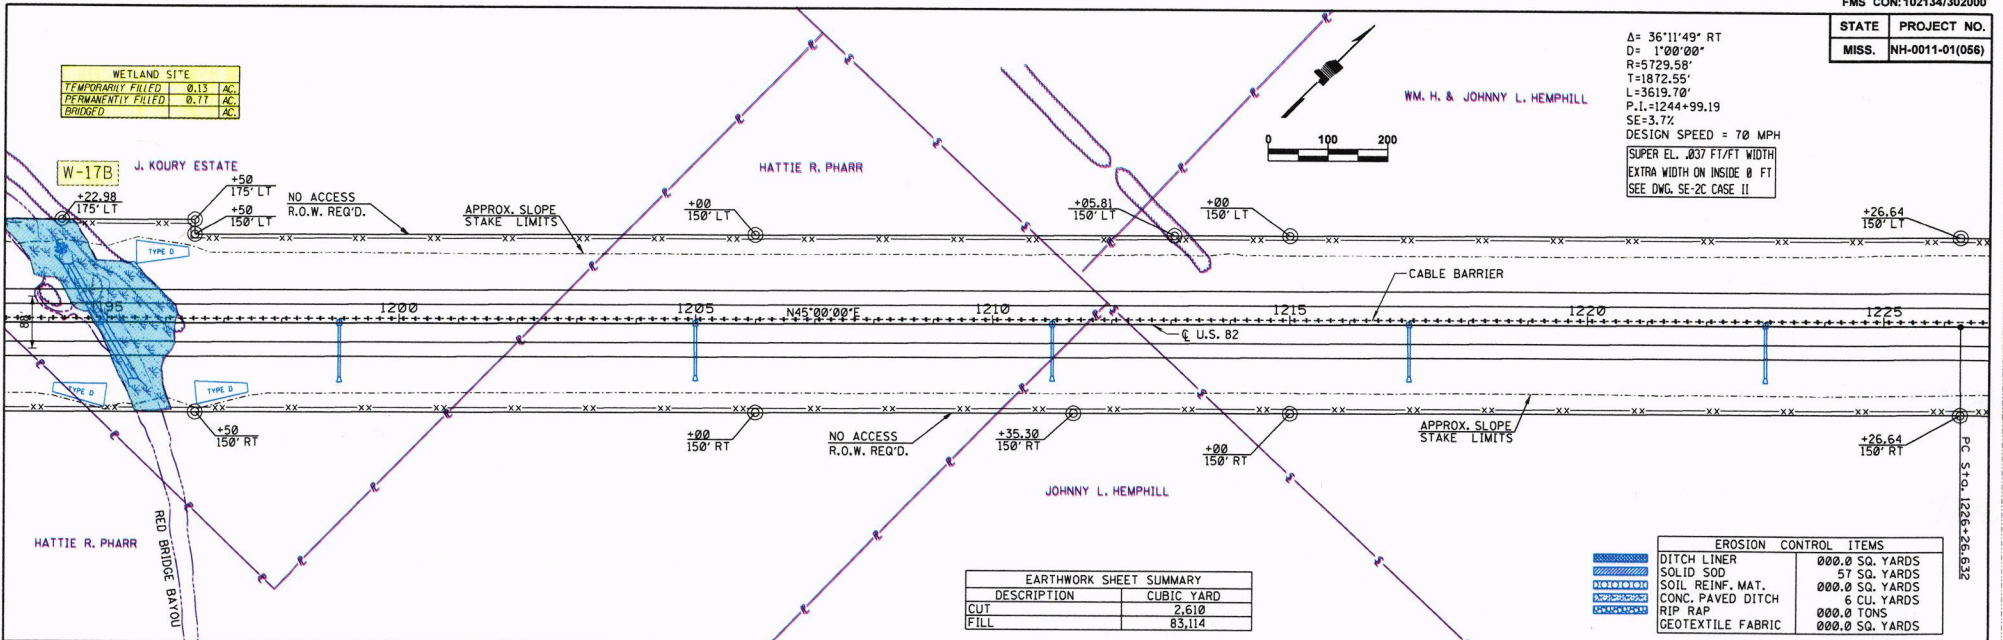 FMS CON:102134/302000
STATE PROJECT NO.
MISS. NH-0011-01(056)
WETLAND SITE
TEMPORARILY FILLED 0.13 AC.
PERMANENTLY FILLED 0.77 AC.
BRIDGED AC.
Δ= 36°11'49" RT
D= 1°00'00"
R=5729.58'
T=1872.55'
L=3619.70'
P.I.=1244+99.19
SE=3.7%
DESIGN SPEED = 70 MPH
SUPER EL. .037 FT/FT WIDTH
EXTRA WIDTH ON INSIDE 0 FT
SEE DWG. SE-2C CASE II
WM. H. & JOHNNY L. HEMPHILL
0 100 200
HATTIE R. PHARR
W-17B
J. KOURY ESTATE
+22.98
175' LT
+50
175' LT
+50
150' LT
NO ACCESS
R.O.W. REQ'D.
APPROX. SLOPE
STAKE LIMITS
+00
150' LT
+05.81
150' LT
+00
150' LT
+26.64
150' LT
TYPE D
CABLE BARRIER
1195 1200 1205 1210 1215 1220 1225
N45°00'00"E
88'
℄ U.S. 82
TYPE D
TYPE D
+50
150' RT
+00
150' RT
NO ACCESS
R.O.W. REQ'D.
+35.30
150' RT
+00
150' RT
APPROX. SLOPE
STAKE LIMITS
+26.64
150' RT
PC Sta. 1226+26.632
JOHNNY L. HEMPHILL
HATTIE R. PHARR
RED BRIDGE BAYOU
EARTHWORK SHEET SUMMARY
DESCRIPTION CUBIC YARD
CUT 2,610
FILL 83,114
EROSION CONTROL ITEMS
DITCH LINER 000.0 SQ. YARDS
SOLID SOD 57 SQ. YARDS
SOIL REINF. MAT. 000.0 SQ. YARDS
CONC. PAVED DITCH 6 CU. YARDS
RIP RAP 000.0 TONS
GEOTEXTILE FABRIC 000.0 SQ. YARDS